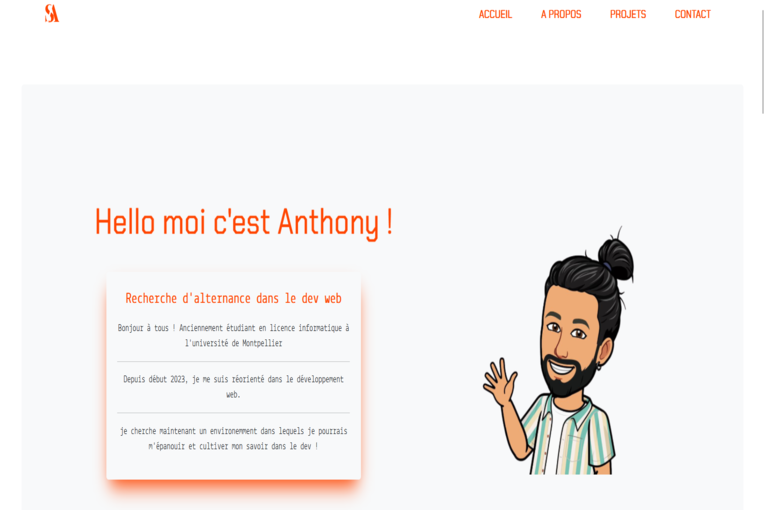 SA
ACCUEIL A PROPOS PROJETS CONTACT
Hello moi c'est Anthony !
Recherche d'alternance dans le dev web
Bonjour à tous ! Anciennement étudiant en licence informatique à
l'université de Montpellier
Depuis début 2023, je me suis réorienté dans le développement
web.
je cherche maintenant un environnement dans lequels je pourrais
m'épanouir et cultiver mon savoir dans le dev !